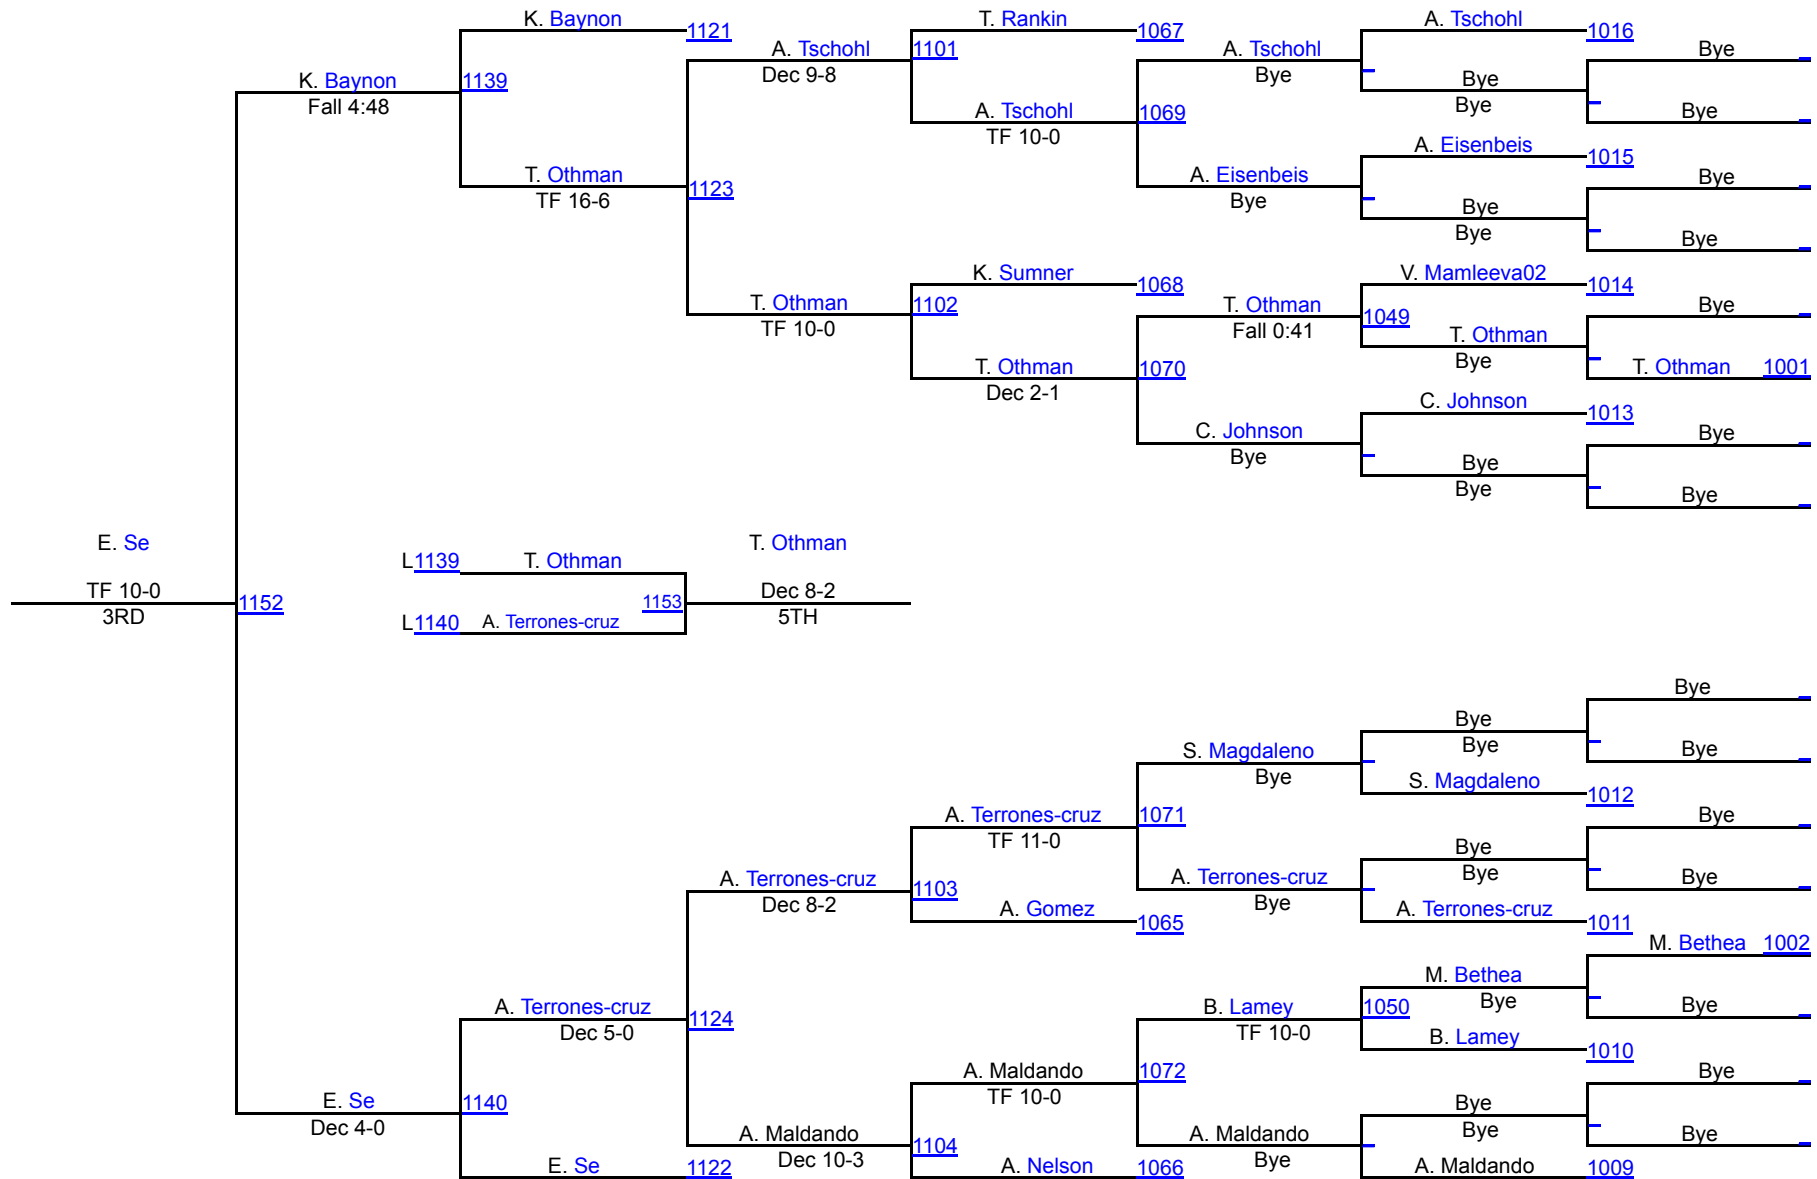 K. Baynon
T. Rankin
A. Tschohl
1121
1067
1016
A. Tschohl
1101
A. Tschohl
Bye
Dec 9-8
Bye
K. Baynon
1139
Bye
Fall 4:48
Bye
Bye
A. Tschohl
1069
TF 10-0
A. Eisenbeis
1015
T. Othman
1123
A. Eisenbeis
Bye
TF 16-6
Bye
Bye
Bye
Bye
K. Sumner
1068
V. Mamleeva02
1014
T. Othman
1102
T. Othman
Bye
TF 10-0
Fall 0:41
1049
T. Othman
Bye
T. Othman
1070
T. Othman 1001
Dec 2-1
C. Johnson
1013
C. Johnson
Bye
Bye
Bye
Bye
Bye
E. Se
T. Othman
L1139
T. Othman
TF 10-0
1152
1153
Dec 8-2
3RD
L1140
A. Terrones-cruz
5TH
Bye
Bye
Bye
S. Magdaleno
Bye
Bye
S. Magdaleno
1012
A. Terrones-cruz
1071
Bye
TF 11-0
Bye
Bye
A. Terrones-cruz
1103
A. Terrones-cruz
Bye
Dec 8-2
Bye
A. Gomez
1065
A. Terrones-cruz
1011
M. Bethea 1002
M. Bethea
Bye
A. Terrones-cruz
1124
B. Lamey
1050
Bye
Dec 5-0
TF 10-0
B. Lamey
1010
A. Maldando
1072
Bye
TF 10-0
E. Se
1140
Bye
Dec 4-0
Bye
A. Maldando
1104
A. Maldando
Bye
Dec 10-3
Bye
E. Se
1122
A. Nelson
1066
A. Maldando
1009